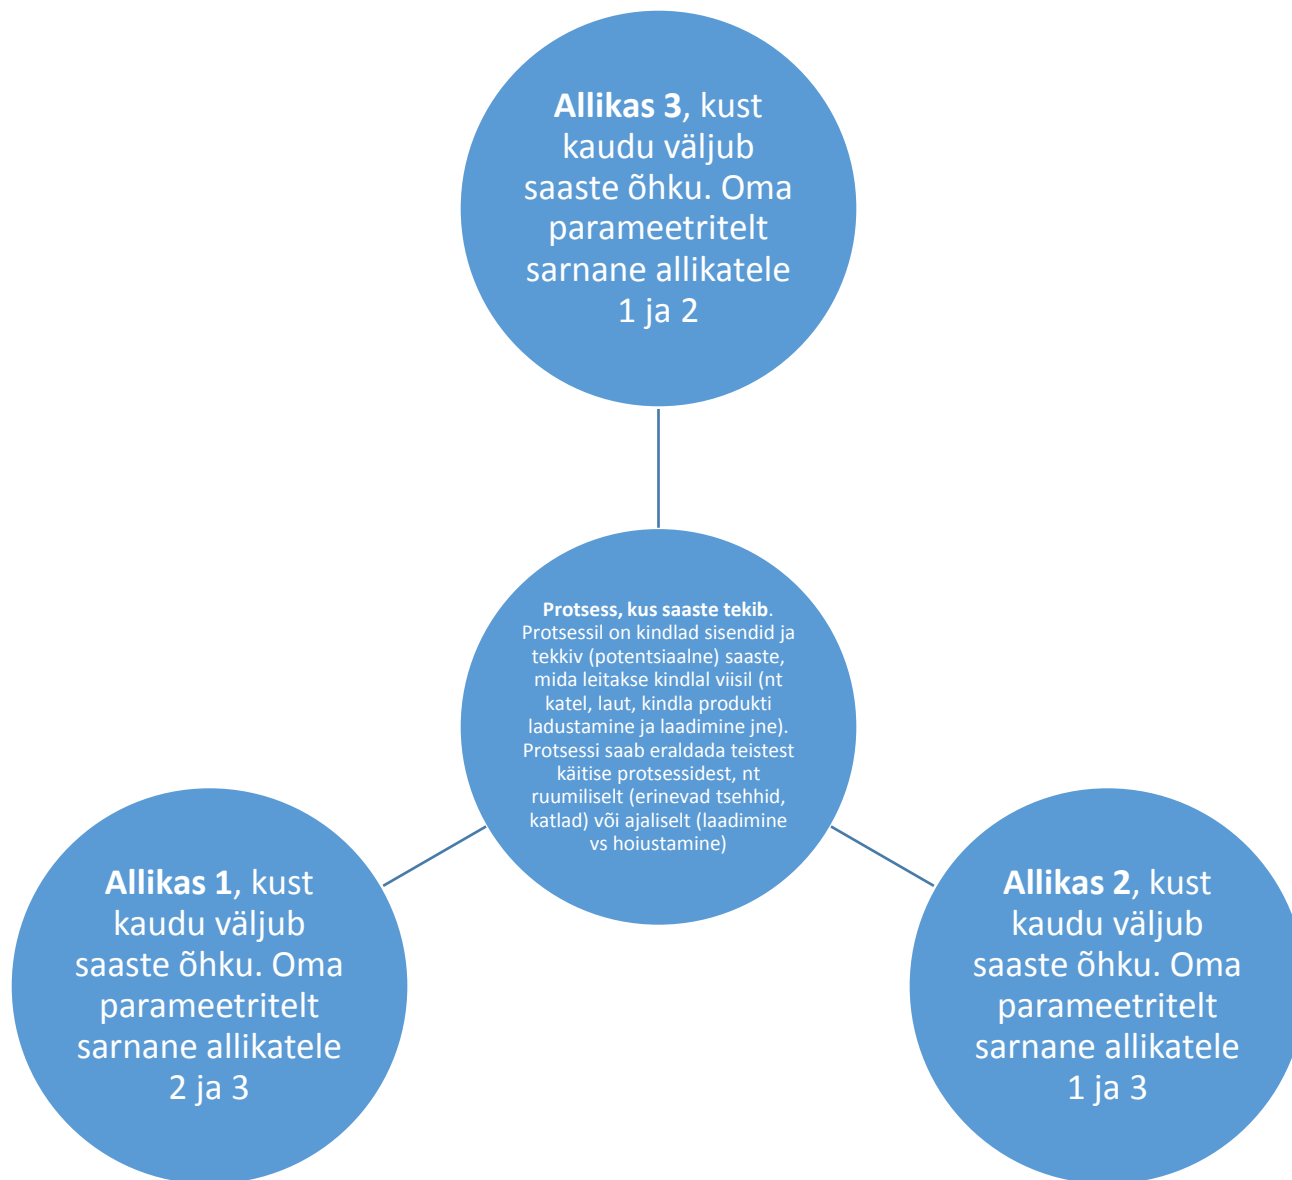 Allikas 3, kust
kaudu väljub
saaste õhku. Oma
parameetritelt
sarnane allikatele
1 ja 2
Protsess, kus saaste tekib.
Protsessil on kindlad sisendid ja
tekkiv (potentsiaalne) saaste,
mida leitakse kindlal viisil (nt
katel, laut, kindla produkti
ladustamine ja laadimine jne).
Protsessi saab eraldada teistest
käitise protsessidest, nt
ruumiliselt (erinevad tsehhid,
katlad) või ajaliselt (laadimine
vs hoiustamine)
Allikas 1, kust
kaudu väljub
saaste õhku. Oma
parameetritelt
sarnane allikatele
2 ja 3
Allikas 2, kust
kaudu väljub
saaste õhku. Oma
parameetritelt
sarnane allikatele
1 ja 3